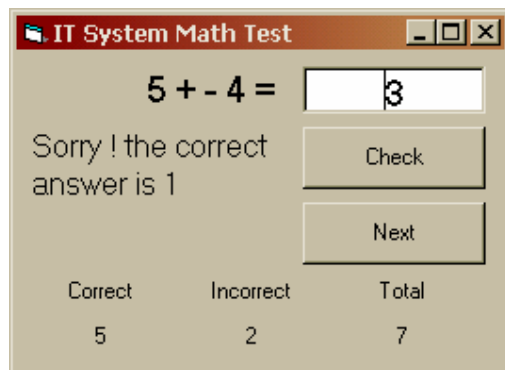 IT System Math Test
5 + - 4 =
3
Sorry ! the correct
answer is 1
Check
Next
Correct Incorrect Total
5 2 7